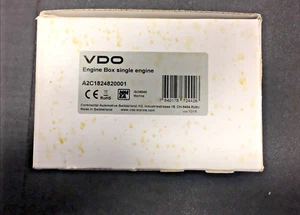 VDO
Engine Box single engine
A2C1824820001
CE RoHS
Marine
Continental Automotive Switzerland AG, Industriestrasse 18, CH-9464 Rüthi
Made in Switzerland
www.vdo-marine.com